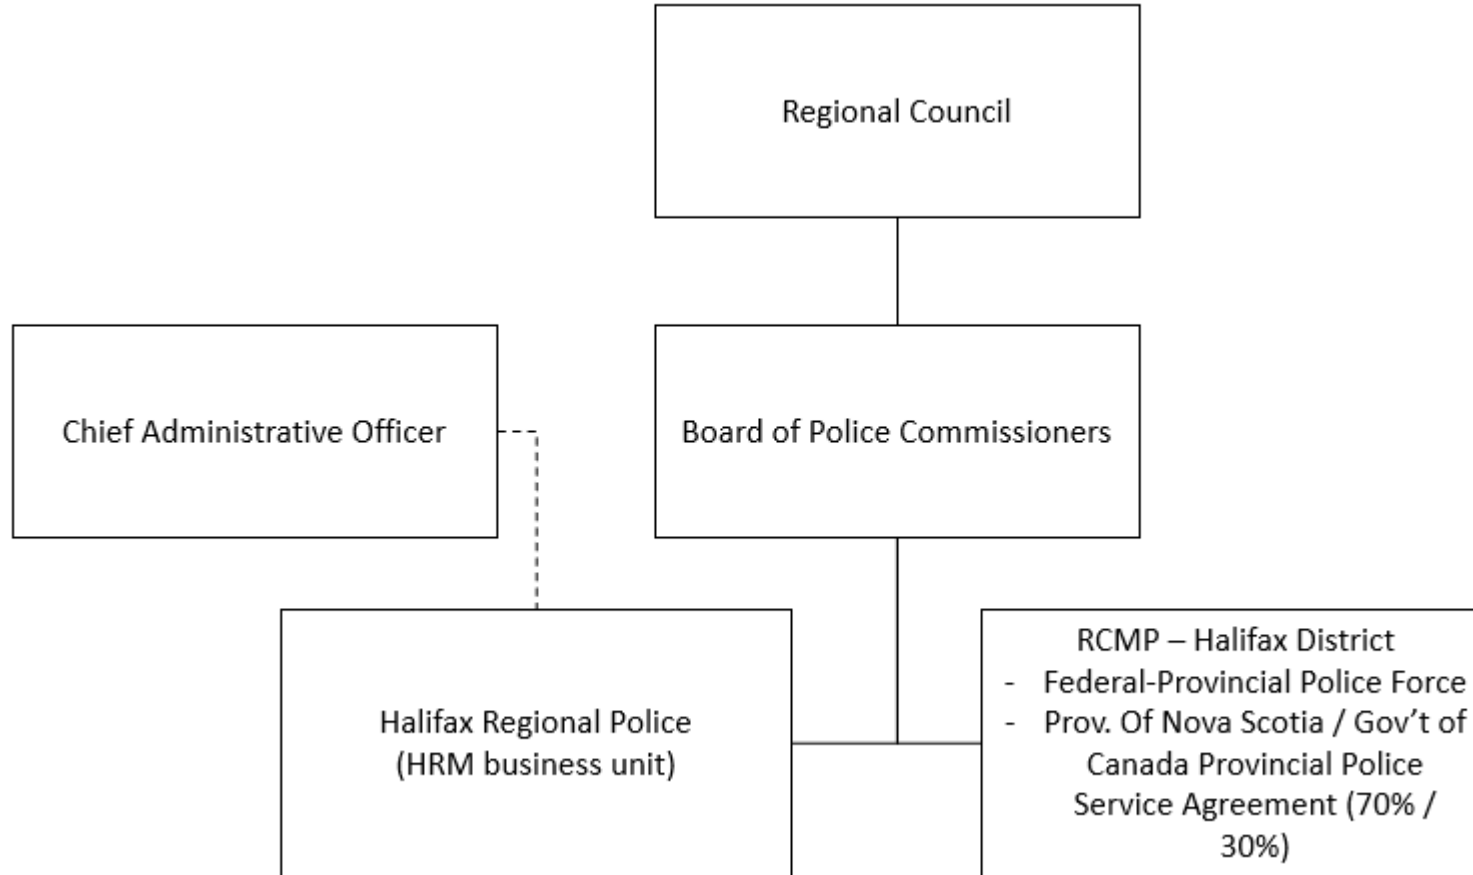 Regional Council
Chief Administrative Officer
Board of Police Commissioners
Halifax Regional Police
(HRM business unit)
RCMP – Halifax District
- Federal-Provincial Police Force
- Prov. Of Nova Scotia / Gov’t of
Canada Provincial Police
Service Agreement (70% /
30%)